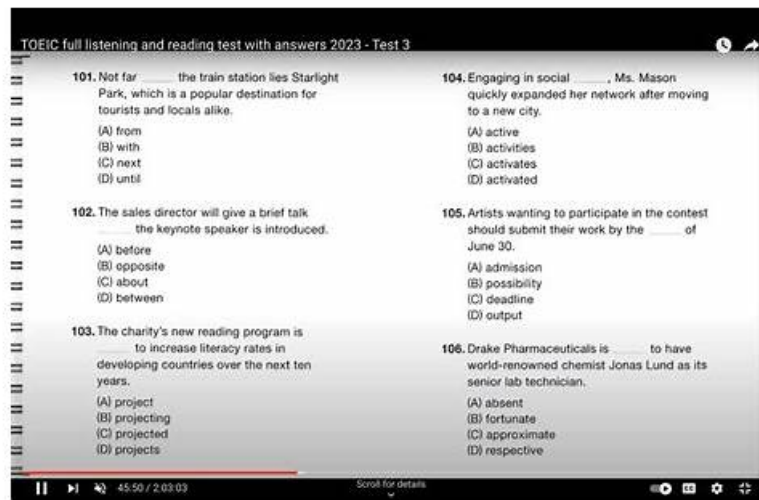 TOEIC full listening and reading test with answers 2023 - Test 3
101. Not far _____ the train station lies Starlight
Park, which is a popular destination for
tourists and locals alike.
(A) from
(B) with
(C) next
(D) until
102. The sales director will give a brief talk
_____ the keynote speaker is introduced.
(A) before
(B) opposite
(C) about
(D) between
103. The charity's new reading program is
_____ to increase literacy rates in
developing countries over the next ten
years.
(A) project
(B) projecting
(C) projected
(D) projects
104. Engaging in social _____, Ms. Mason
quickly expanded her network after moving
to a new city.
(A) active
(B) activities
(C) activates
(D) activated
105. Artists wanting to participate in the contest
should submit their work by the _____ of
June 30.
(A) admission
(B) possibility
(C) deadline
(D) output
106. Drake Pharmaceuticals is _____ to have
world-renowned chemist Jonas Lund as its
senior lab technician.
(A) absent
(B) fortunate
(C) approximate
(D) respective
45:50 / 2:03:03
Scroll for details